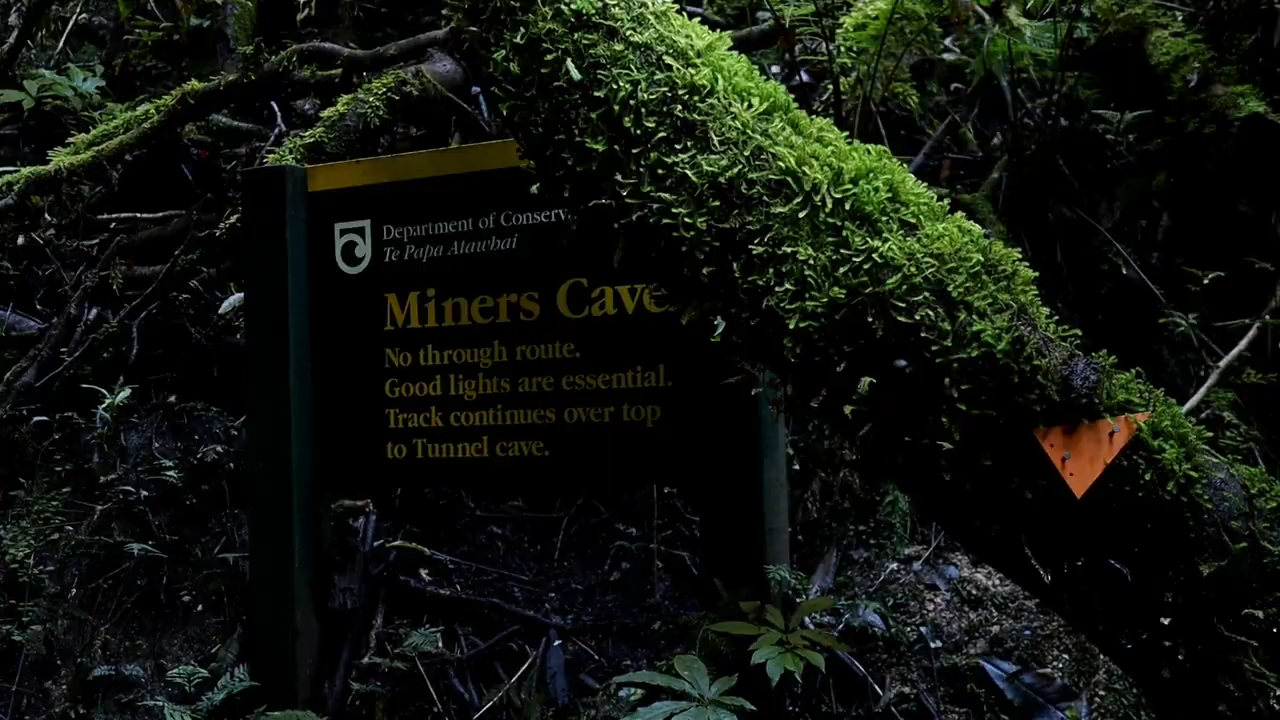 Department of Conserv
Te Papa Atawhai
Miners Cave
No through route.
Good lights are essential.
Track continues over top
to Tunnel cave.